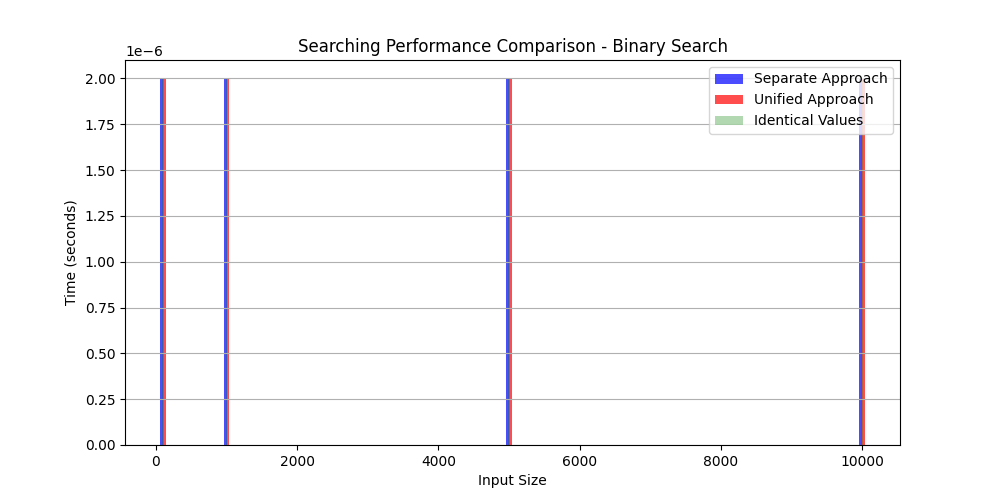 Searching Performance Comparison - Binary Search
1e−6
2.00
1.75
1.50
1.25
1.00
0.75
0.50
0.25
0.00
Time (seconds)
Separate Approach
Unified Approach
Identical Values
0 2000 4000 6000 8000 10000
Input Size